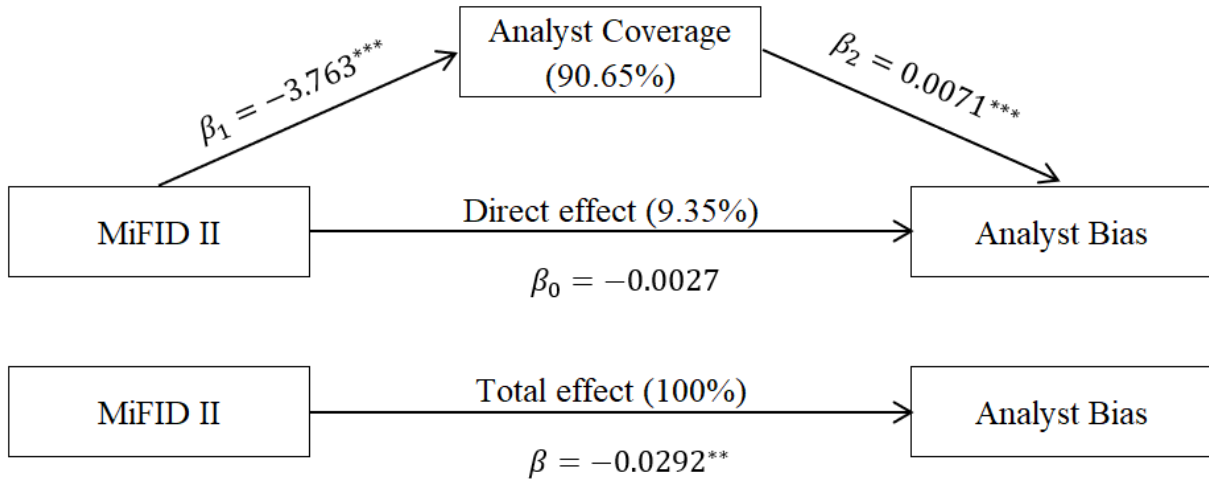 Analyst Coverage
(90.65%)
β₁ = −3.763***
β₂ = 0.0071***
MiFID II
Direct effect (9.35%)
Analyst Bias
β₀ = −0.0027
MiFID II
Total effect (100%)
Analyst Bias
β = −0.0292**